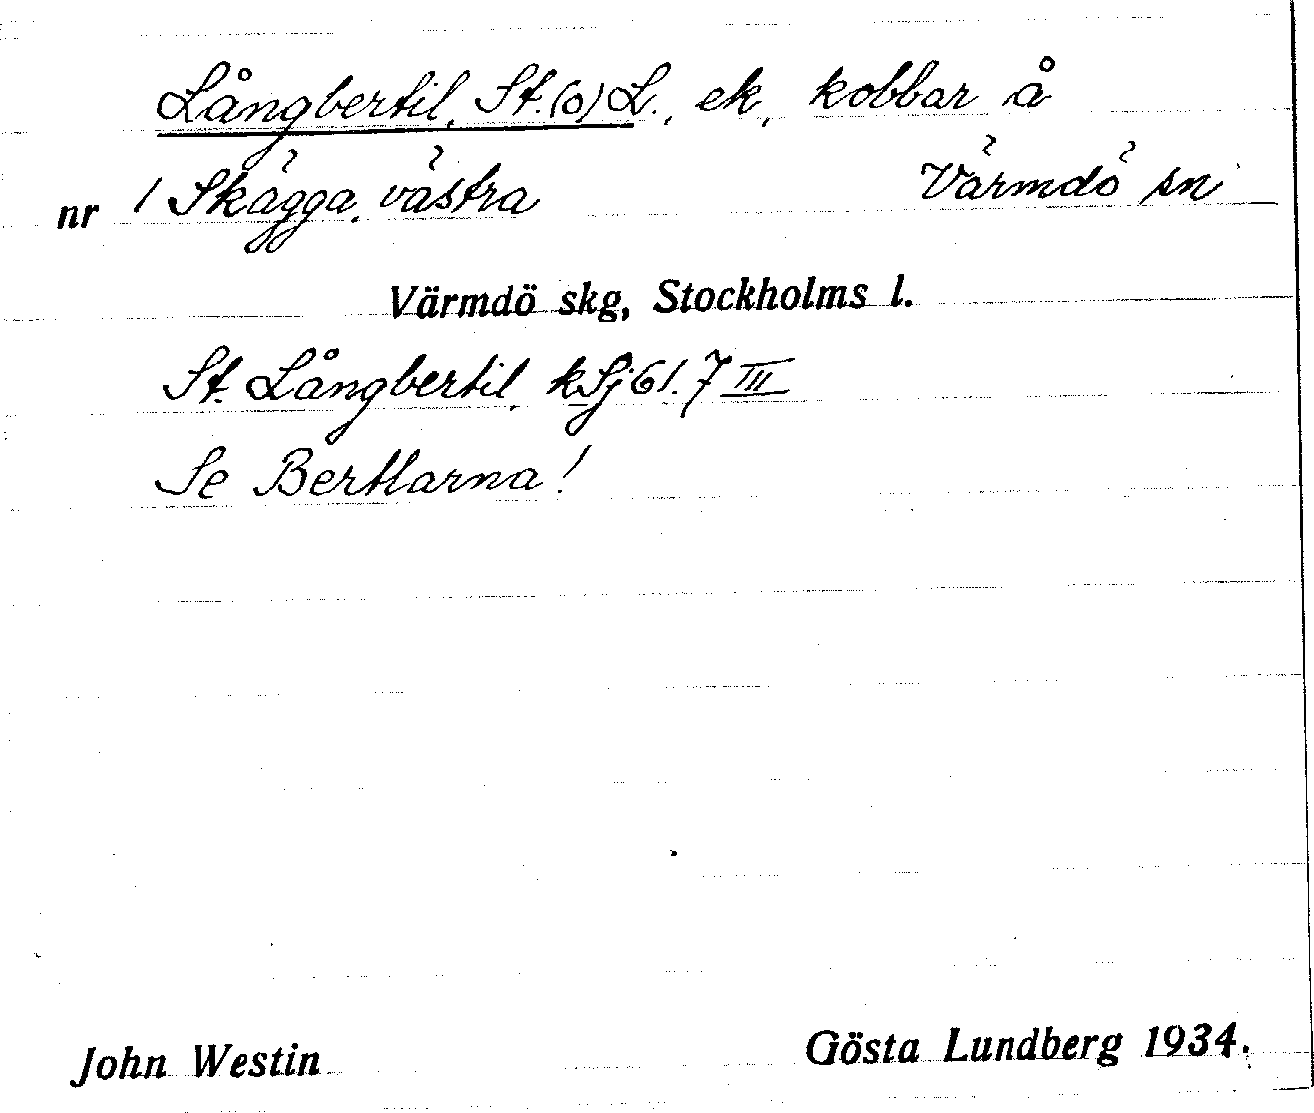 Långbertil, St. (o) L., ek, kobbar å
nr 1 Skägga, västra Värmdö sn
Värmdö skg, Stockholms l.
St. Långbertil, kSj 61. 7 III
Se Bertlarna!
John Westin Gösta Lundberg 1934.